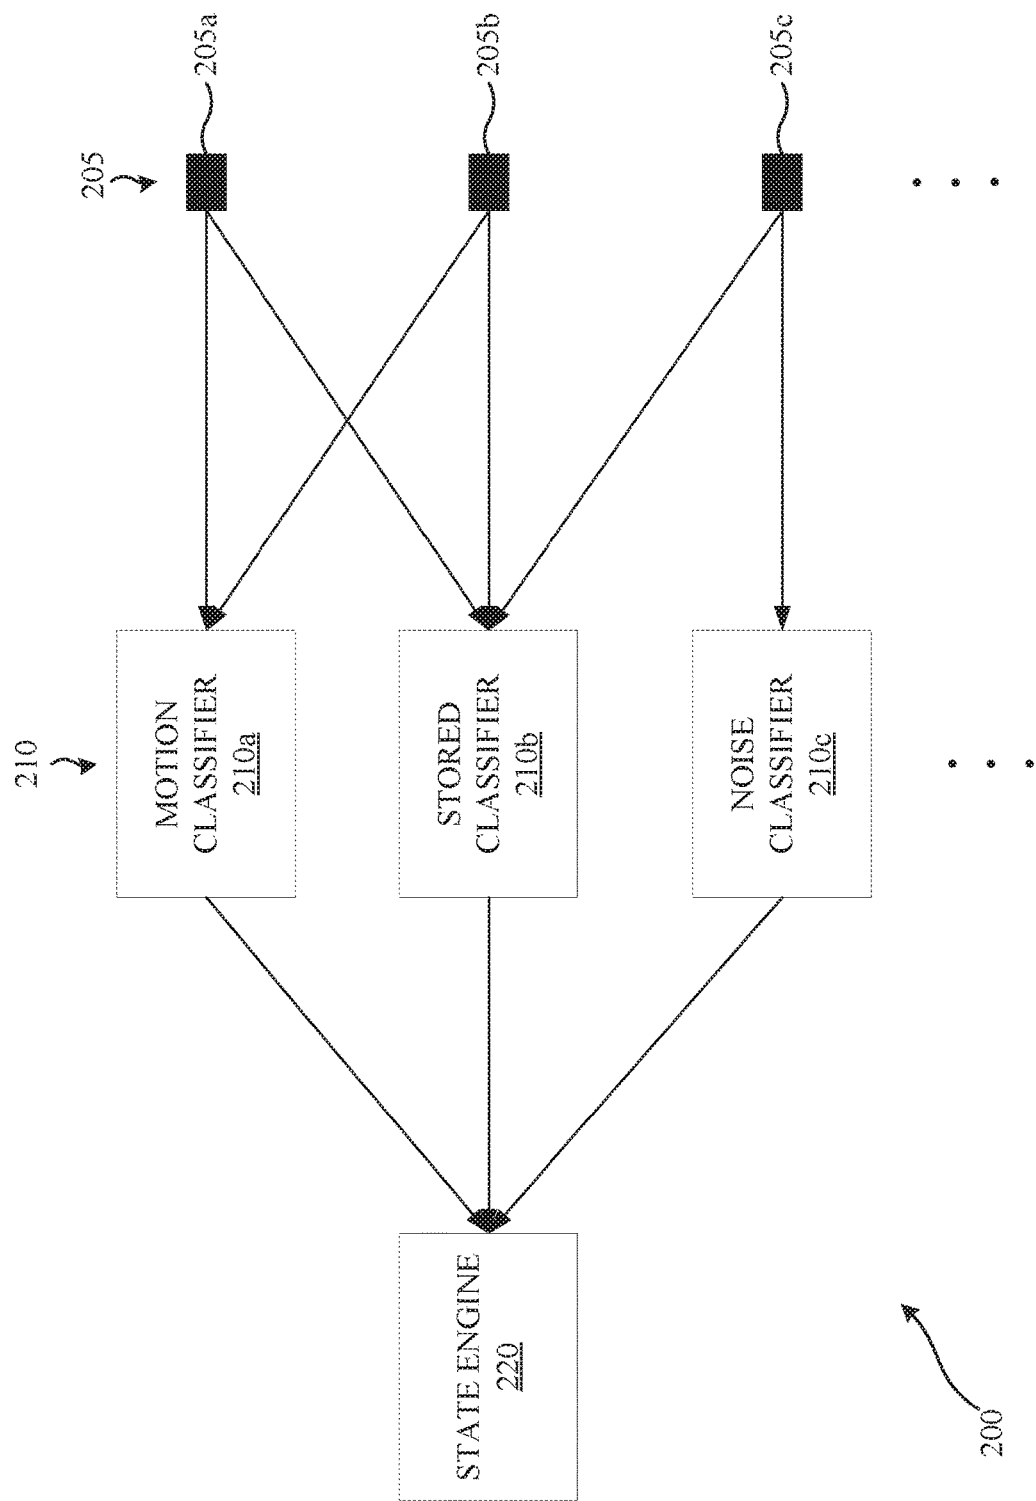 205
205a
205b
205c
210
MOTION
CLASSIFIER
210a
STORED
CLASSIFIER
210b
NOISE
CLASSIFIER
210c
STATE ENGINE
220
200